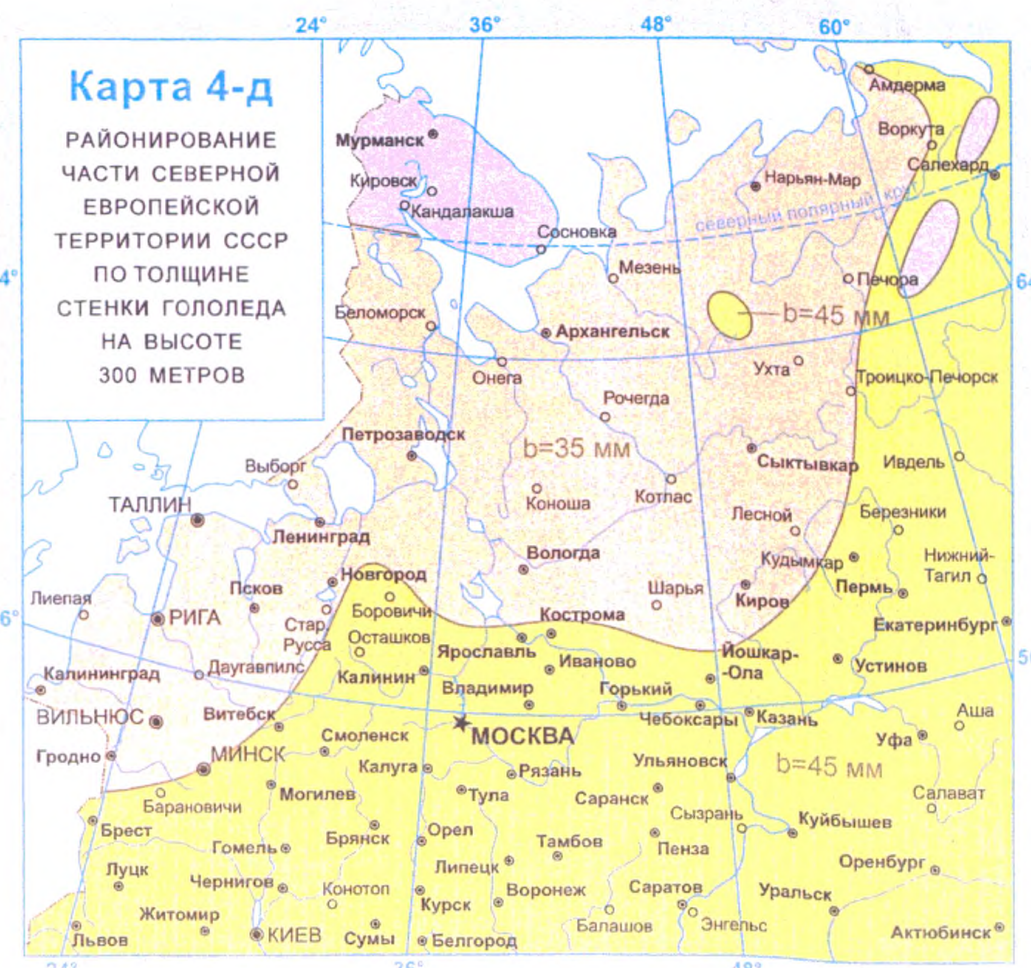 24°
36°
48°
60°
Карта 4-д
РАЙОНИРОВАНИЕ
ЧАСТИ СЕВЕРНОЙ
ЕВРОПЕЙСКОЙ
ТЕРРИТОРИИ СССР
ПО ТОЛЩИНЕ
СТЕНКИ ГОЛОЛЕДА
НА ВЫСОТЕ
300 МЕТРОВ
Амдерма
Воркута
Салехард
Мурманск
Кировск
Кандалакша
Нарьян-Мар
северный полярный круг
Сосновка
Мезень
Печора
4°
64
Беломорск
b=45 мм
Архангельск
Онега
Ухта
Троицко-Печорск
Рочегда
Петрозаводск
b=35 мм
Сыктывкар
Ивдель
Выборг
Котлас
Коноша
ТАЛЛИН
Ленинград
Лесной
Березники
Вологда
Кудымкар
Нижний-
Тагил
Новгород
Псков
Лиепая
Боровичи
Шарья
Киров
Пермь
РИГА
6°
Стар.
Русса
Кострома
Екатеринбург
Осташков
Ярославль
Йошкар-
-Ола
Иваново
Устинов
Калининград
Даугавпилс
Калинин
Владимир
Горький
ВИЛЬНЮС
Витебск
Чебоксары
Казань
Аша
МОСКВА
Смоленск
Уфа
Гродно
МИНСК
Калуга
Рязань
Ульяновск
b=45 мм
Барановичи
Могилев
Тула
Саранск
Салават
Сызрань
Куйбышев
Брест
Брянск
Орел
Тамбов
Пенза
Гомель
Липецк
Оренбург
Луцк
Чернигов
Конотоп
Курск
Воронеж
Саратов
Уральск
Житомир
Балашов
Энгельс
Львов
КИЕВ
Сумы
Белгород
Актюбинск
24°
36°
48°